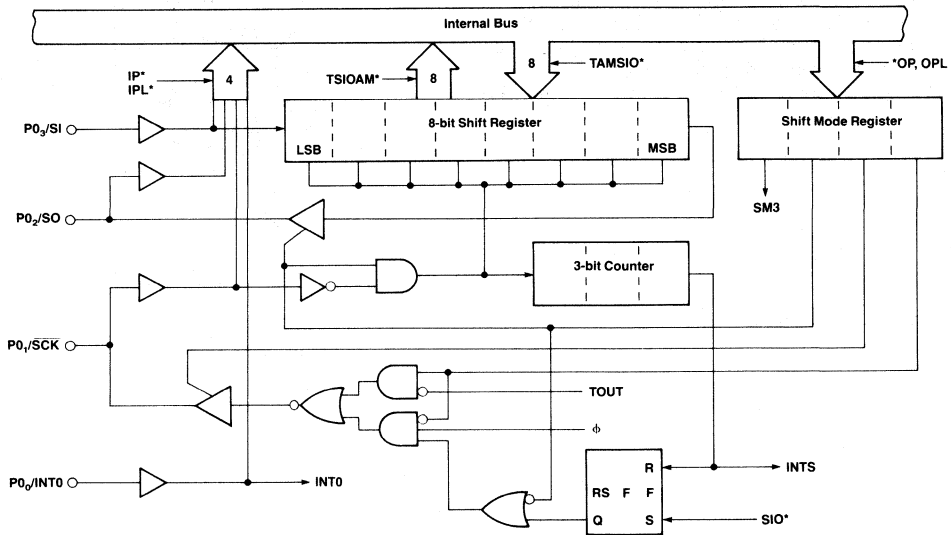 Internal Bus
IP*
IPL*
4
TSIOAM*
8
8
TAMSIO*
*OP, OPL
P0₃/SI
8-bit Shift Register
LSB
MSB
Shift Mode Register
SM3
P0₂/SO
3-bit Counter
P0₁/S̅C̅K̅
TOUT
ϕ
P0₀/INT0
INT0
R
INTS
RS F F
Q
S
SIO*